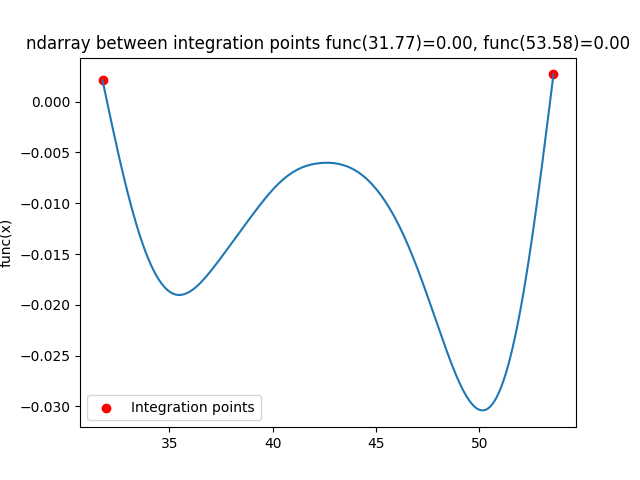 ndarray between integration points func(31.77)=0.00, func(53.58)=0.00
func(x)
0.000
−0.005
−0.010
−0.015
−0.020
−0.025
−0.030
Integration points
35 40 45 50